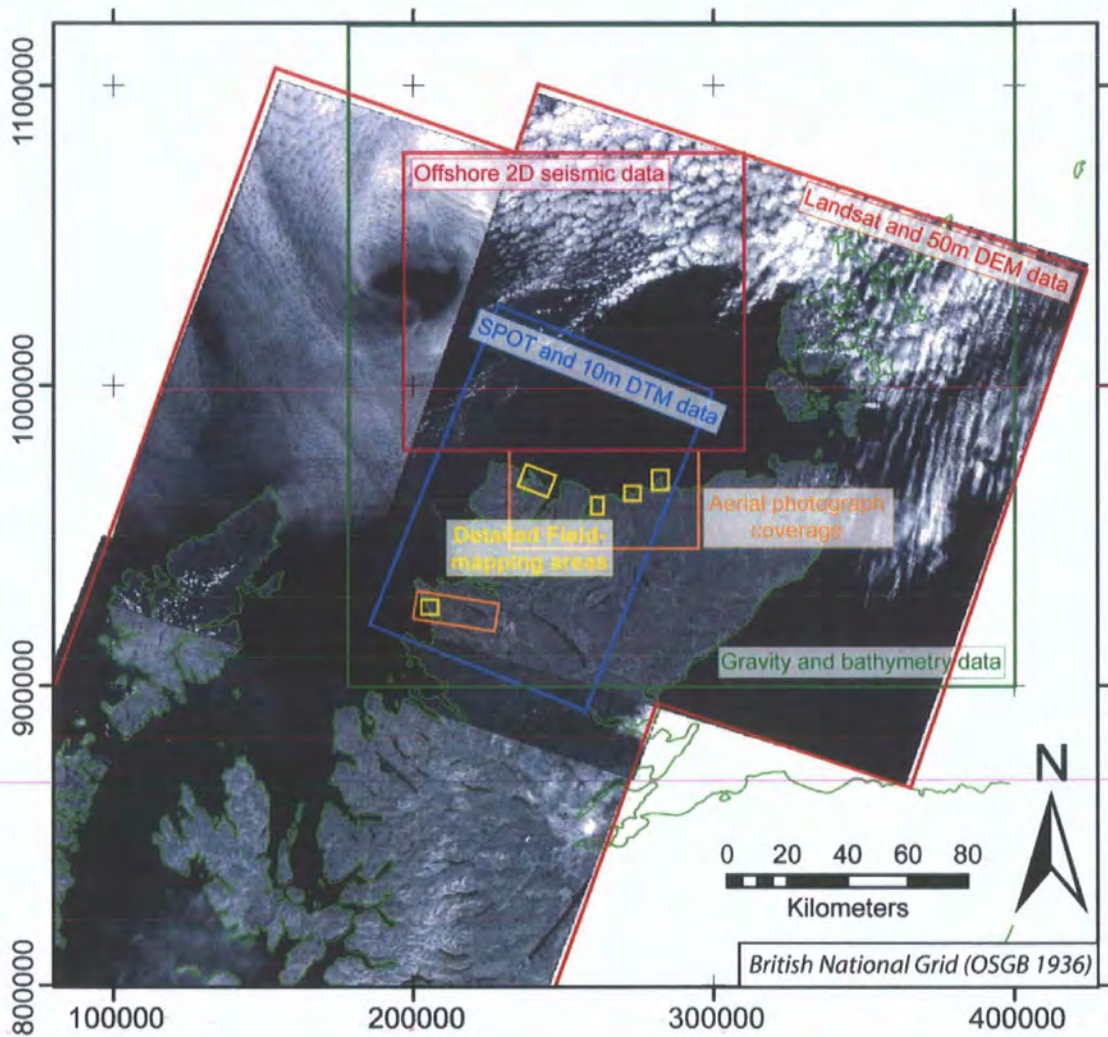 1100000
1000000
900000
800000
Offshore 2D seismic data
Landsat and 50m DEM data
SPOT and 10m DTM data
Detailed Field-
mapping areas
Aerial photograph
coverage
Gravity and bathymetry data
N
0 20 40 60 80
Kilometers
British National Grid (OSGB 1936)
100000 200000 300000 400000